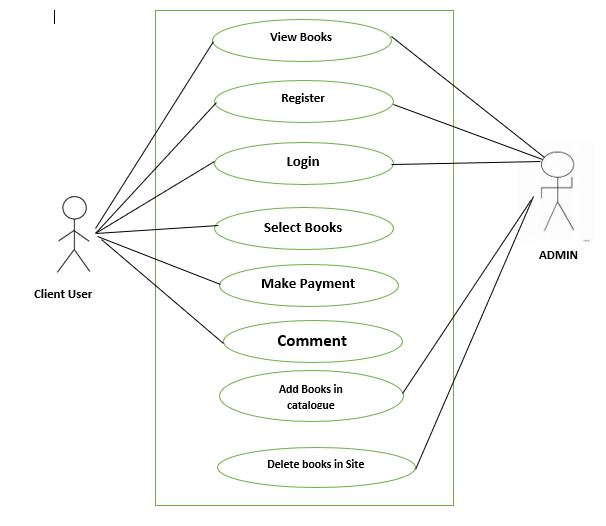 View Books
Register
Login
Select Books
Make Payment
Comment
Add Books in
catalogue
Delete books in Site
Client User
ADMIN